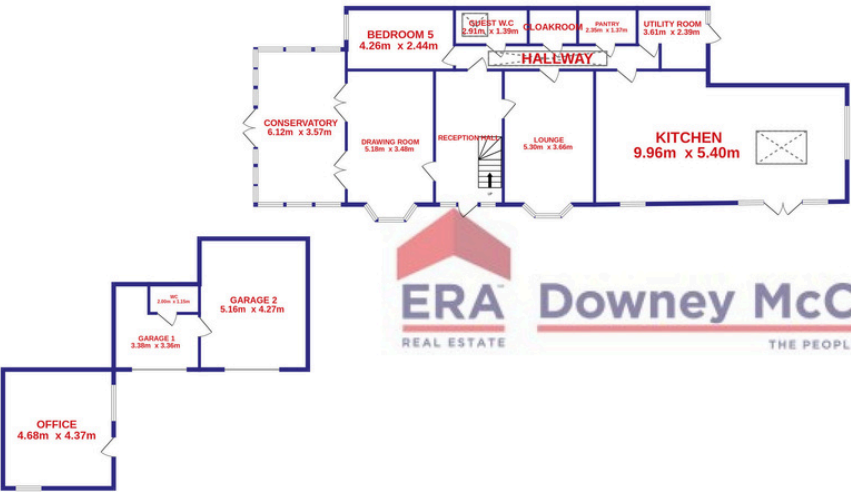 BEDROOM 5
4.26m x 2.44m
GUEST W.C
2.91m x 1.39m
CLOAKROOM
PANTRY
2.35m x 1.37m
UTILITY ROOM
3.61m x 2.39m
HALLWAY
CONSERVATORY
6.12m x 3.57m
DRAWING ROOM
5.18m x 3.48m
RECEPTION HALL
UP
LOUNGE
5.30m x 3.66m
KITCHEN
9.96m x 5.40m
ERA™
REAL ESTATE
Downey McC
THE PEOPL
WC
GARAGE 2
5.16m x 4.27m
GARAGE 1
3.38m x 3.36m
OFFICE
4.68m x 4.37m